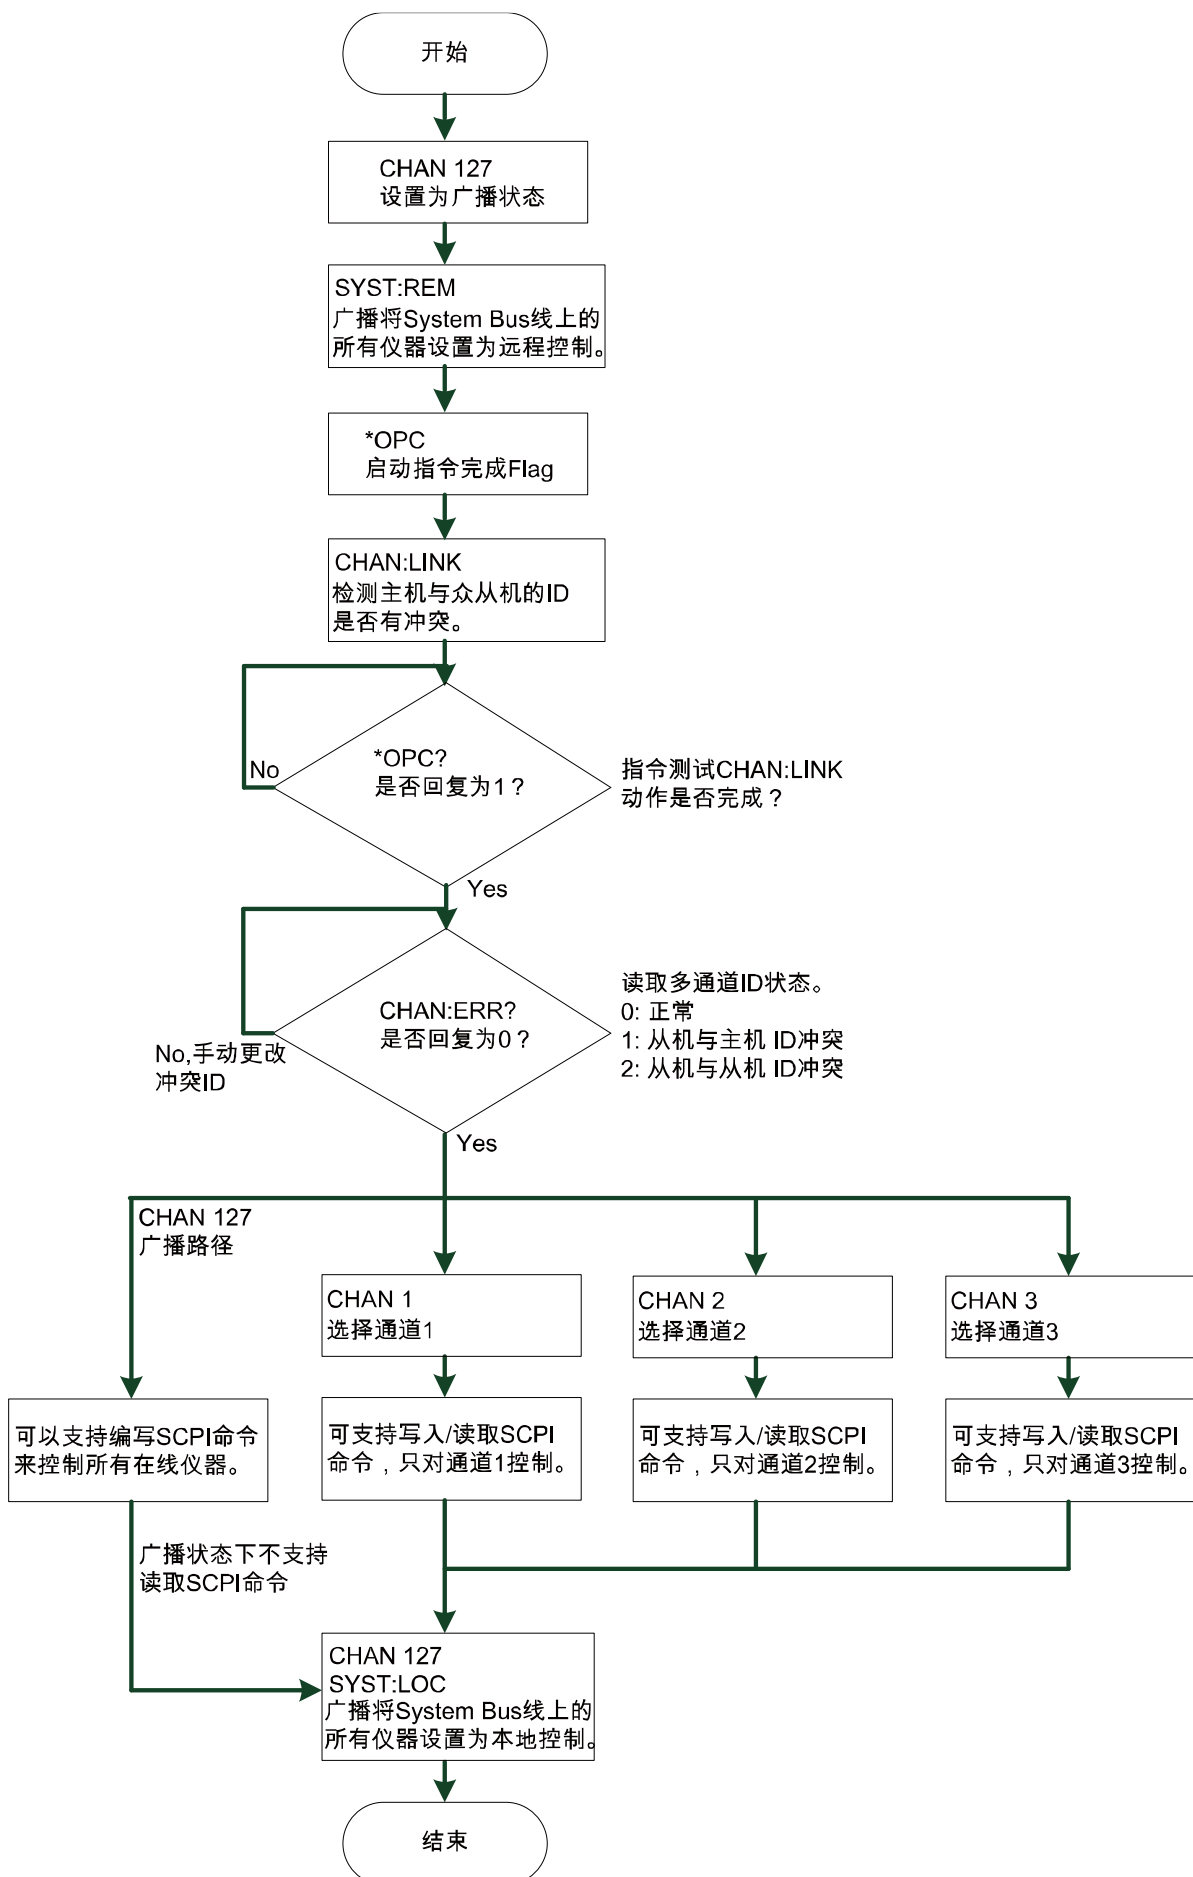 开始
CHAN 127
设置为广播状态
SYST:REM
广播将System Bus线上的
所有仪器设置为远程控制。
*OPC
启动指令完成Flag
CHAN:LINK
检测主机与众从机的ID
是否有冲突。
*OPC?
是否回复为1？
No
指令测试CHAN:LINK
动作是否完成？
Yes
CHAN:ERR?
是否回复为0？
No,手动更改
冲突ID
读取多通道ID状态。
0: 正常
1: 从机与主机 ID冲突
2: 从机与从机 ID冲突
Yes
CHAN 127
广播路径
CHAN 1
选择通道1
CHAN 2
选择通道2
CHAN 3
选择通道3
可以支持编写SCPI命令
来控制所有在线仪器。
可支持写入/读取SCPI
命令，只对通道1控制。
可支持写入/读取SCPI
命令，只对通道2控制。
可支持写入/读取SCPI
命令，只对通道3控制。
广播状态下不支持
读取SCPI命令
CHAN 127
SYST:LOC
广播将System Bus线上的
所有仪器设置为本地控制。
结束